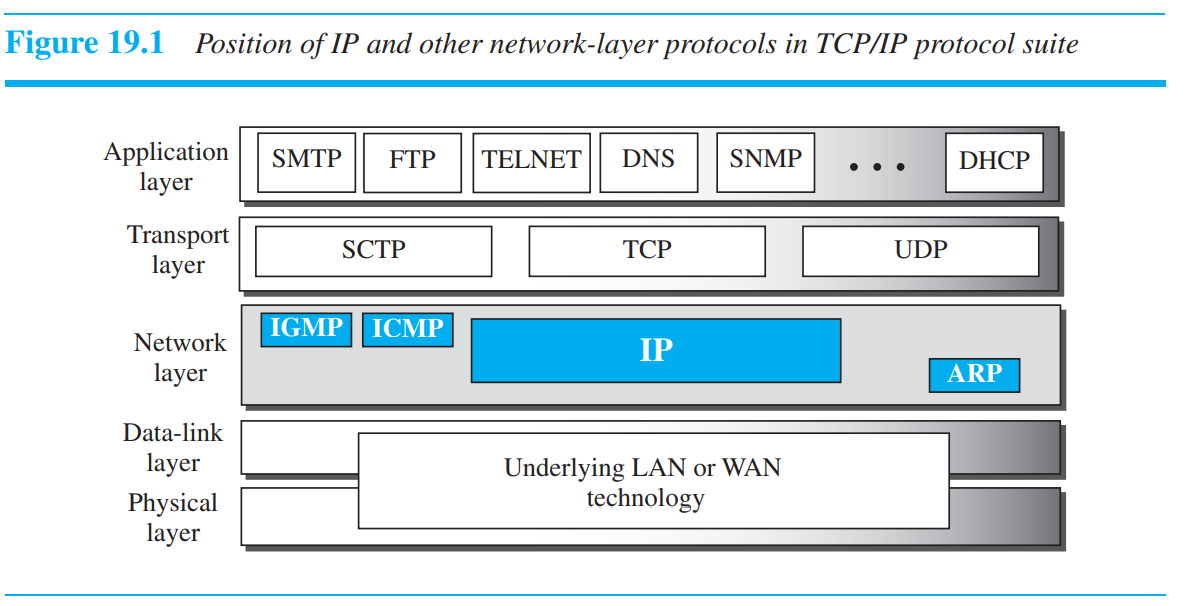 Figure 19.1 Position of IP and other network-layer protocols in TCP/IP protocol suite
Application
layer
SMTP FTP TELNET DNS SNMP • • • DHCP
Transport
layer
SCTP TCP UDP
Network
layer
IGMP ICMP IP ARP
Data-link
layer
Physical
layer
Underlying LAN or WAN
technology